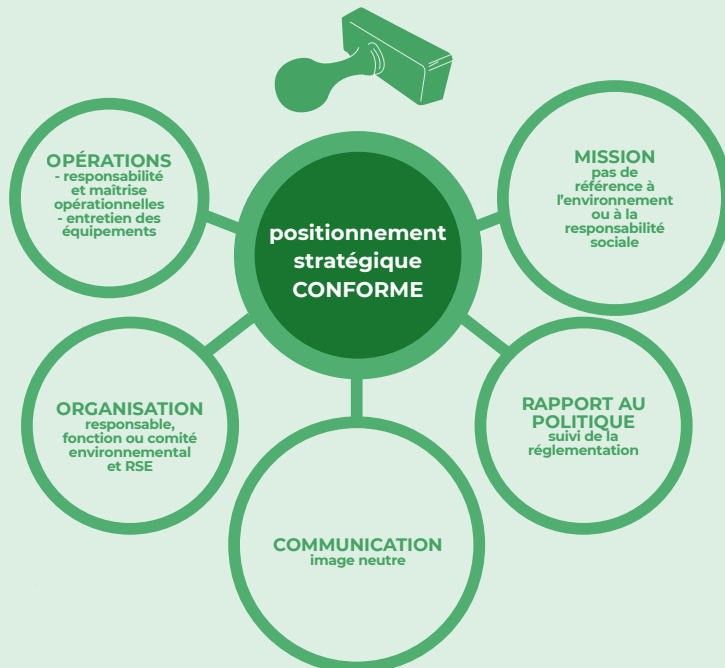 OPÉRATIONS
- responsabilité
et maîtrise
opérationnelles
- entretien des
équipements
positionnement
stratégique
CONFORME
MISSION
pas de
référence à
l'environnement
ou à la
responsabilité
sociale
ORGANISATION
responsable,
fonction ou comité
environnemental
et RSE
COMMUNICATION
image neutre
RAPPORT AU
POLITIQUE
suivi de la
réglementation